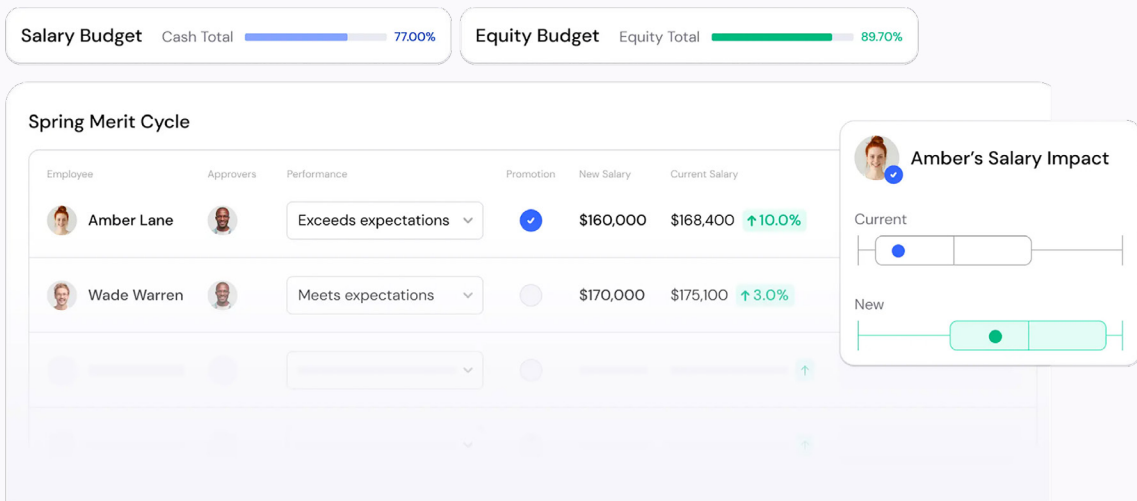 Salary Budget Cash Total 77.00%
Equity Budget Equity Total 89.70%
Spring Merit Cycle
Employee Approvers Performance Promotion New Salary Current Salary
Amber Lane Exceeds expectations $160,000 $168,400 10.0%
Wade Warren Meets expectations $170,000 $175,100 3.0%
Amber’s Salary Impact
Current
New